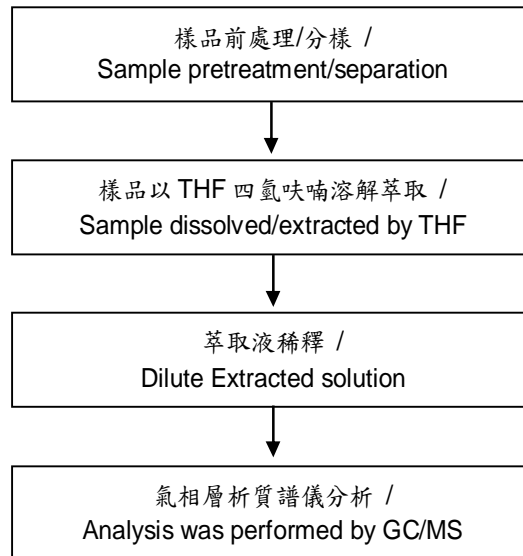 樣品前處理/分樣 /
Sample pretreatment/separation
樣品以 THF 四氫呋喃溶解萃取 /
Sample dissolved/extracted by THF
萃取液稀釋 /
Dilute Extracted solution
氣相層析質譜儀分析 /
Analysis was performed by GC/MS